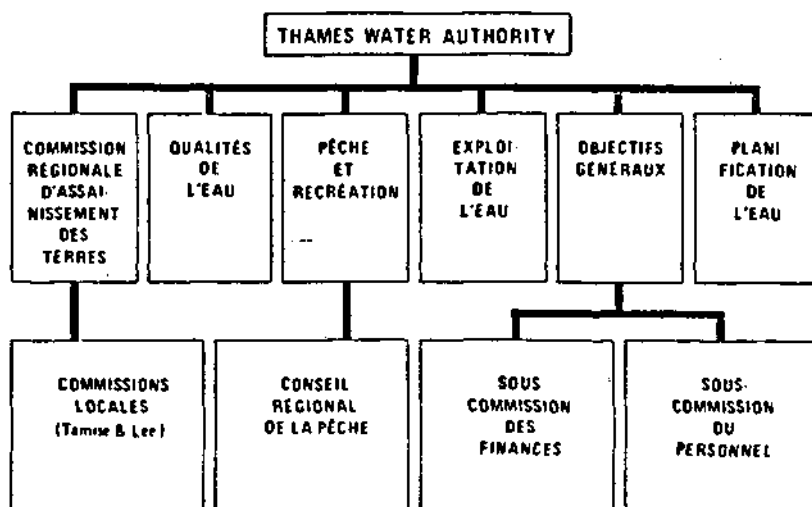 THAMES WATER AUTHORITY
COMMISSION
RÉGIONALE
D'ASSAI-
NISSEMENT
DES
TERRES
QUALITÉS
DE
L'EAU
PÊCHE
ET
RECRÉATION
EXPLOI-
TATION
DE
L'EAU
OBJECTIFS
GÉNÉRAUX
PLANI
FICATION
DE
L'EAU
COMMISSIONS
LOCALES
(Tamise & Lee)
CONSEIL
RÉGIONAL
DE LA PÊCHE
SOUS
COMMISSION
DES
FINANCES
SOUS-
COMMISSION
DU
PERSONNEL